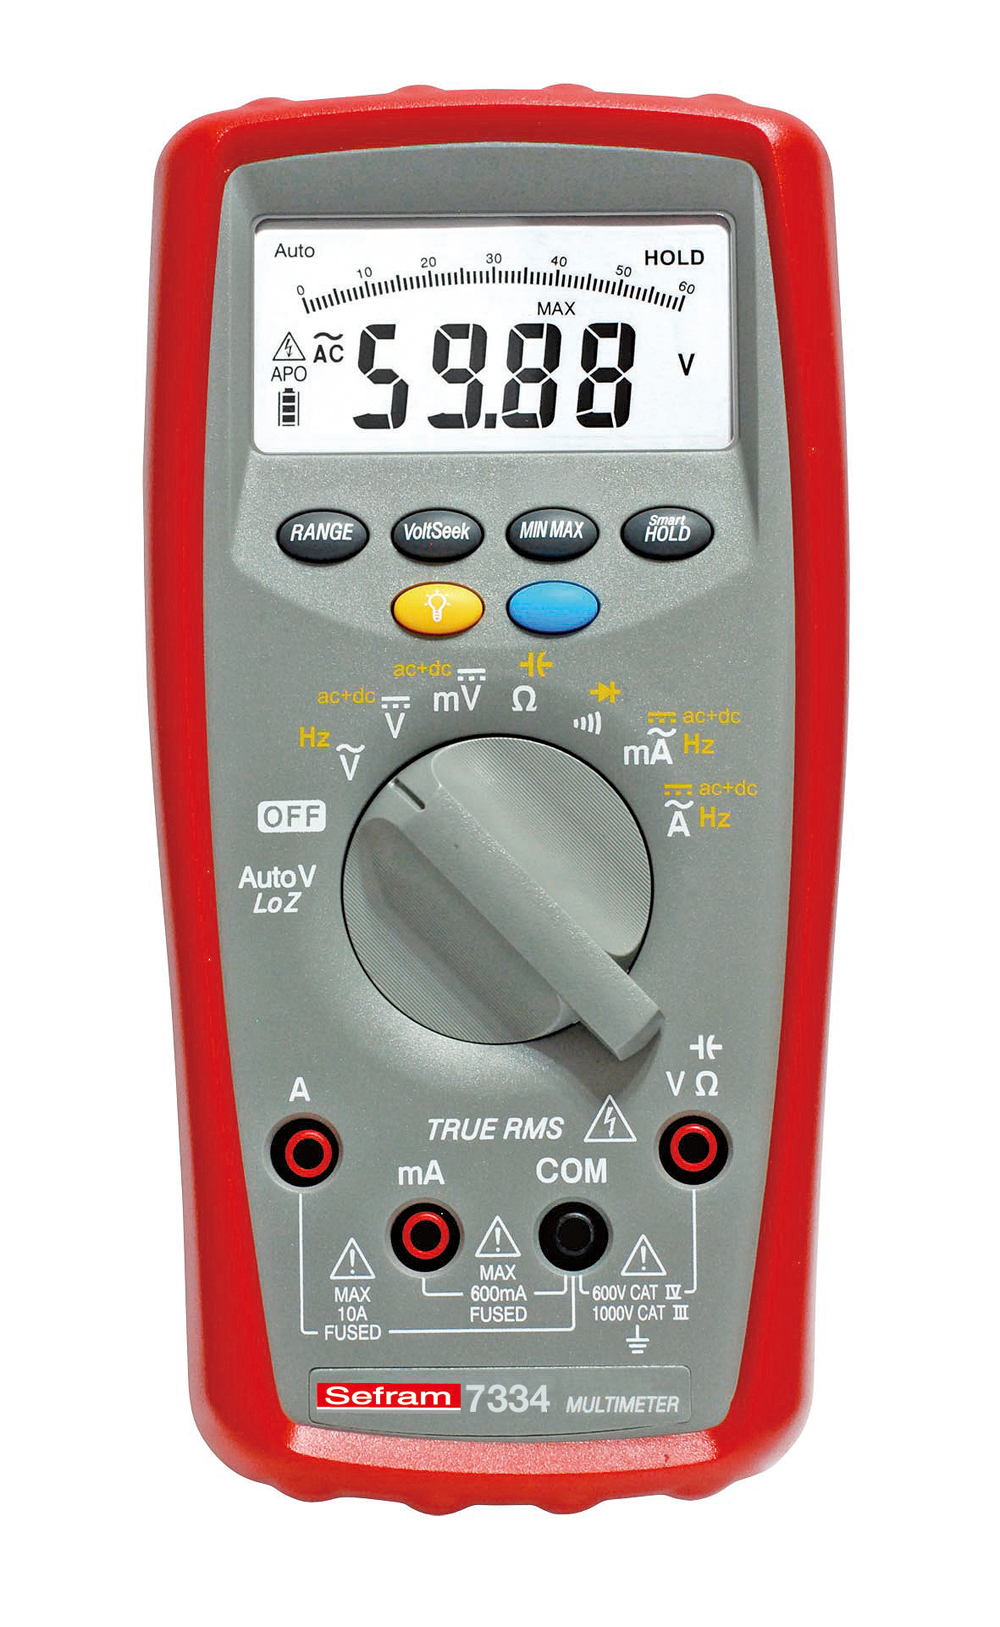 Auto
HOLD
0 10 20 30 40 50 60
MAX
AC
59.88
V
APO
RANGE
VoltSeek
MIN MAX
Smart
HOLD
ac+dc
mV
Ω
ac+dc
V
Hz
V
ac+dc
mA Hz
ac+dc
A Hz
OFF
Auto V
LoZ
A
V Ω
TRUE RMS
mA
COM
MAX
10A
FUSED
MAX
600mA
FUSED
600V CAT IV
1000V CAT III
Sefram 7334 MULTIMETER